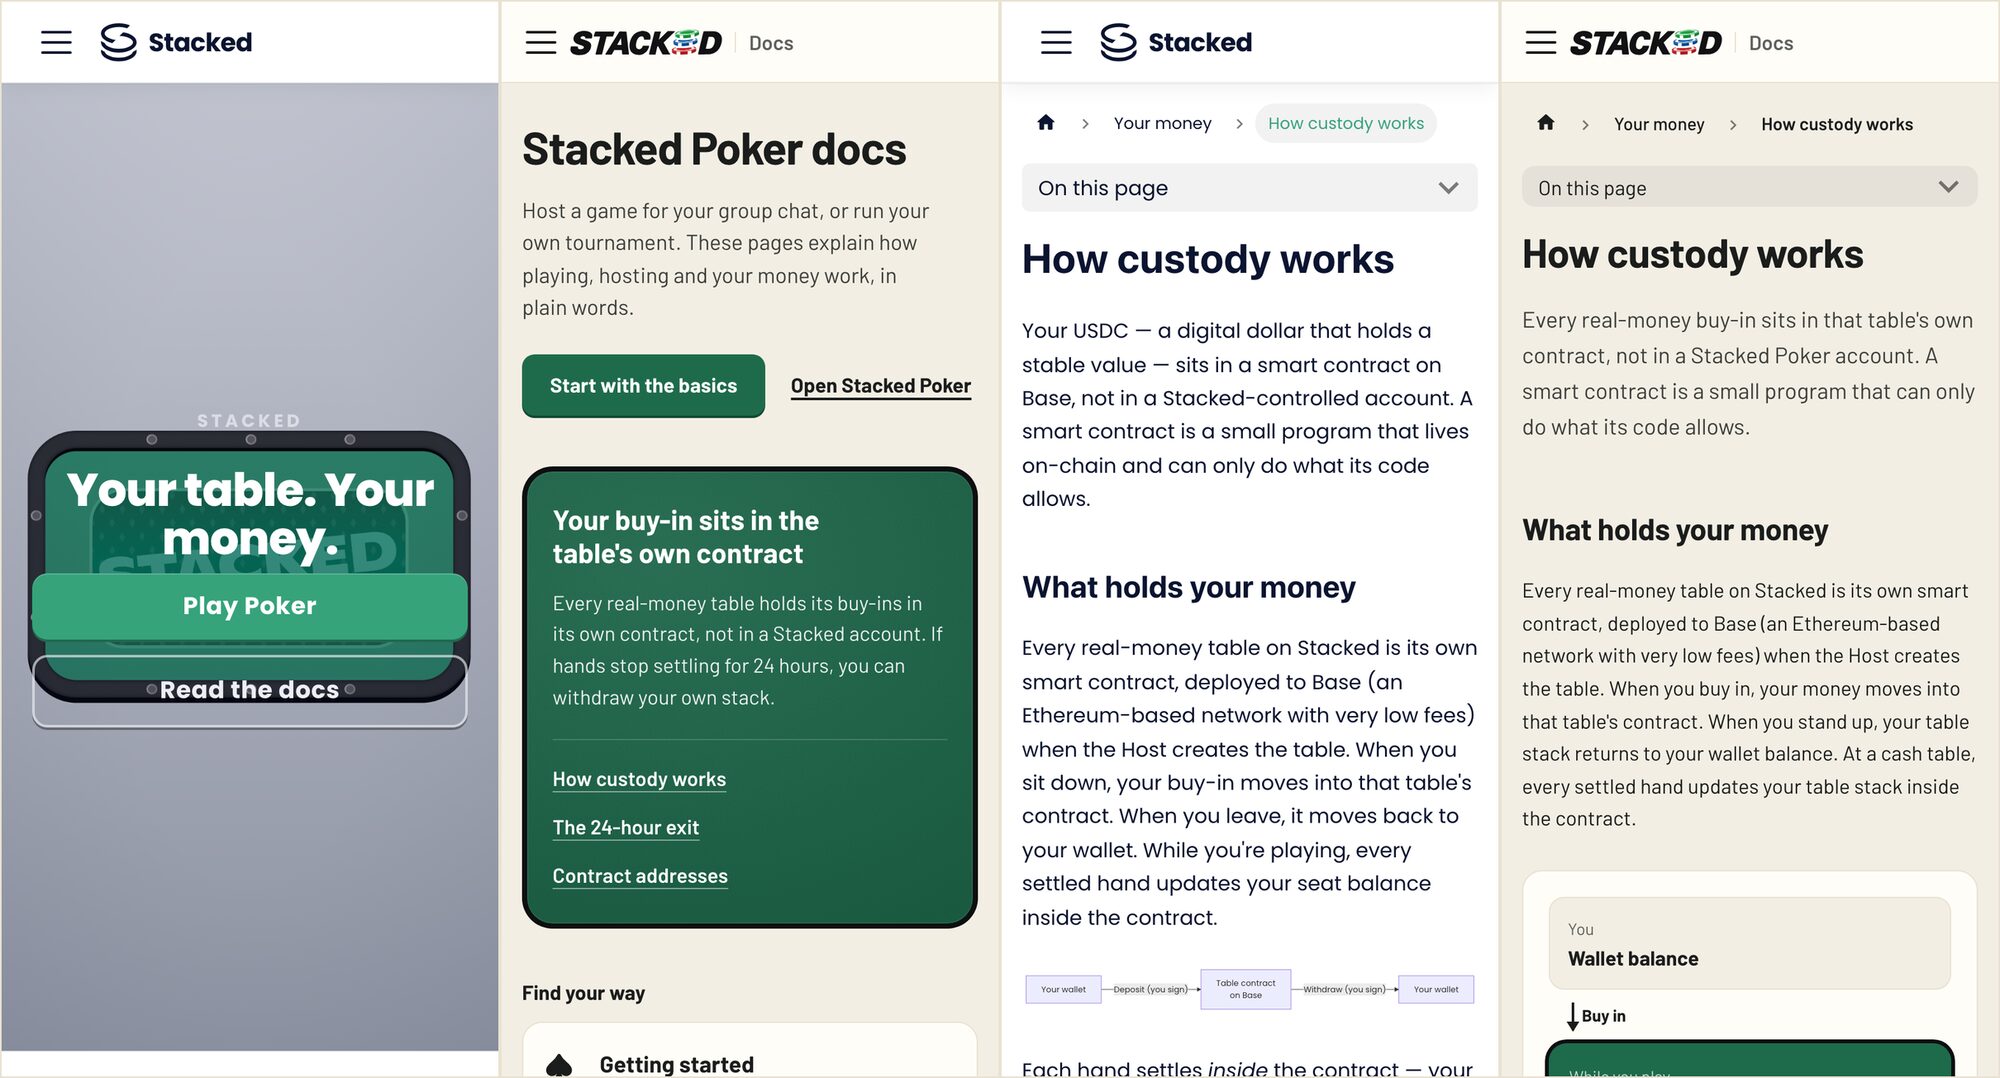 Stacked
STACKED
Your table. Your
money.
STACKED
Play Poker
Read the docs
STACKED
Docs
Stacked Poker docs
Host a game for your group chat, or run your
own tournament. These pages explain how
playing, hosting and your money work, in
plain words.
Start with the basics
Open Stacked Poker
Your buy-in sits in the
table's own contract
Every real-money table holds its buy-ins in
its own contract, not in a Stacked account. If
hands stop settling for 24 hours, you can
withdraw your own stack.
How custody works
The 24-hour exit
Contract addresses
Find your way
Getting started
Stacked
Your money
How custody works
On this page
How custody works
Your USDC — a digital dollar that holds a
stable value — sits in a smart contract on
Base, not in a Stacked-controlled account. A
smart contract is a small program that lives
on-chain and can only do what its code
allows.
What holds your money
Every real-money table on Stacked is its own
smart contract, deployed to Base (an
Ethereum-based network with very low fees)
when the Host creates the table. When you
sit down, your buy-in moves into that table's
contract. When you leave, it moves back to
your wallet. While you're playing, every
settled hand updates your seat balance
inside the contract.
Your wallet
Deposit (you sign)
Table contract
on Base
Withdraw (you sign)
Your wallet
Each hand settles inside the contract — your
STACKED
Docs
Your money
How custody works
On this page
How custody works
Every real-money buy-in sits in that table's own
contract, not in a Stacked Poker account. A
smart contract is a small program that can only
do what its code allows.
What holds your money
Every real-money table on Stacked is its own smart
contract, deployed to Base (an Ethereum-based
network with very low fees) when the Host creates
the table. When you buy in, your money moves into
that table's contract. When you stand up, your table
stack returns to your wallet balance. At a cash table,
every settled hand updates your table stack inside
the contract.
You
Wallet balance
Buy in
While you play